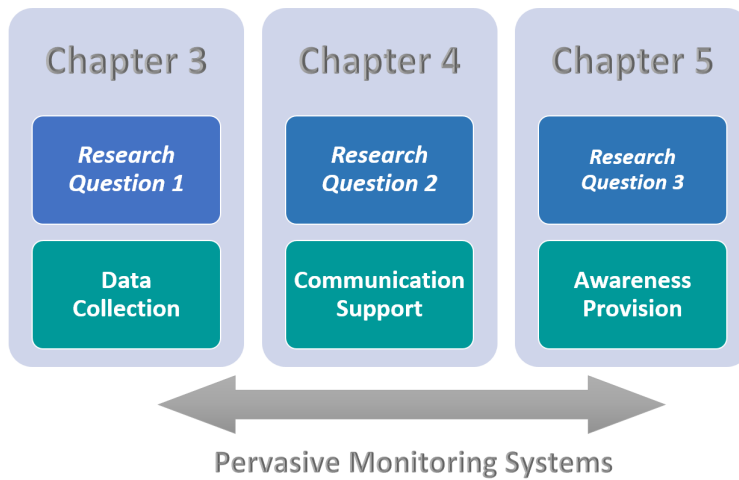 Chapter 3
Research
Question 1
Data
Collection
Chapter 4
Research
Question 2
Communication
Support
Chapter 5
Research
Question 3
Awareness
Provision
Pervasive Monitoring Systems